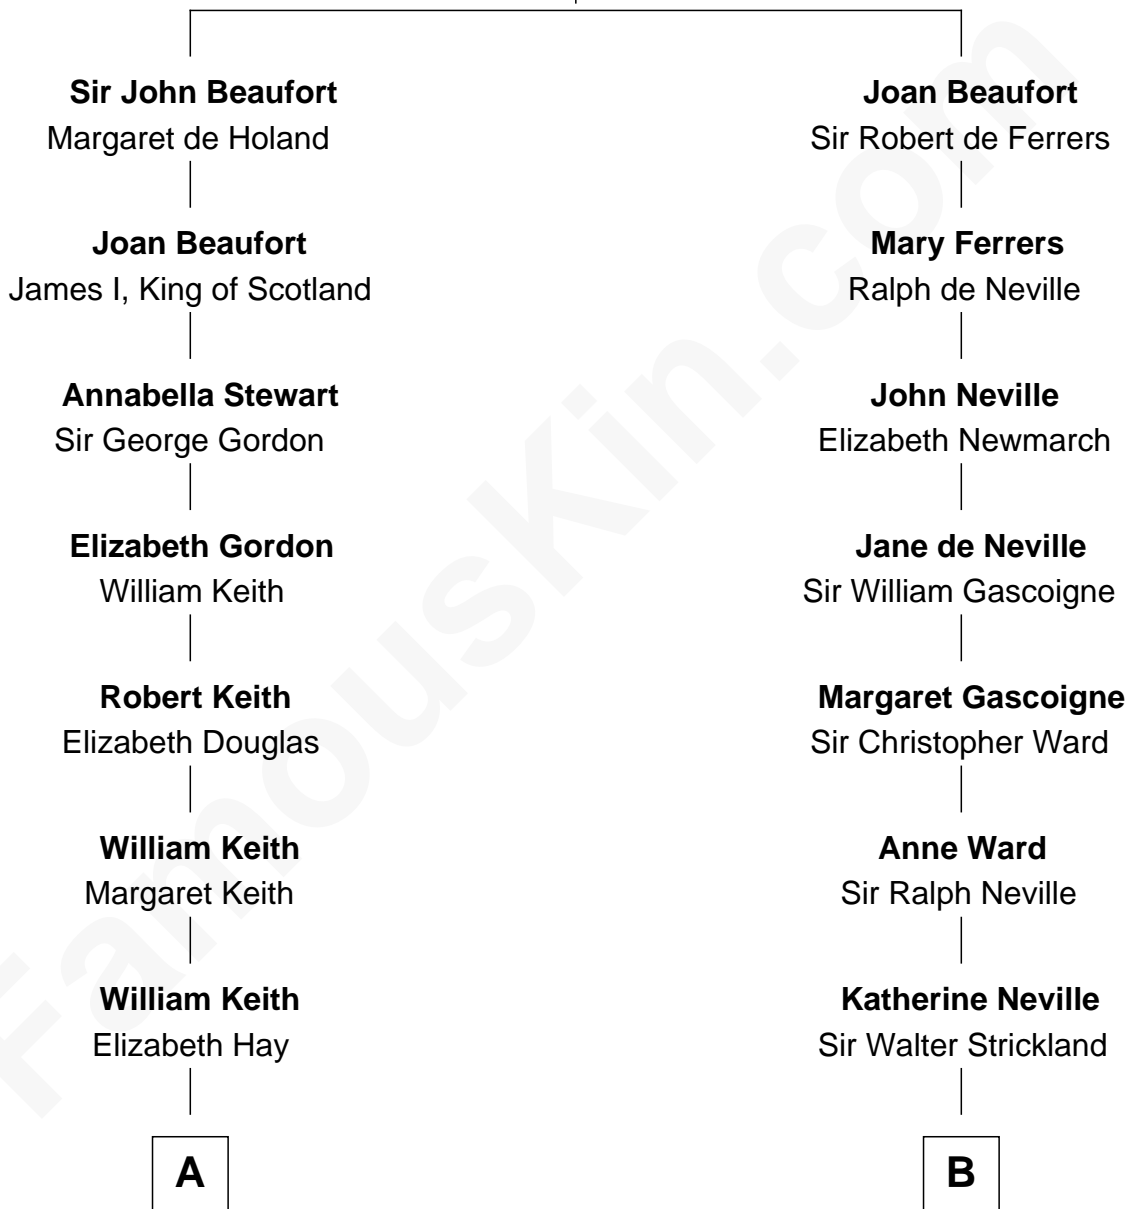 Sir John Beaufort
Margaret de Holand
Joan Beaufort
James I, King of Scotland
Annabella Stewart
Sir George Gordon
Elizabeth Gordon
William Keith
Robert Keith
Elizabeth Douglas
William Keith
Margaret Keith
William Keith
Elizabeth Hay
A
Joan Beaufort
Sir Robert de Ferrers
Mary Ferrers
Ralph de Neville
John Neville
Elizabeth Newmarch
Jane de Neville
Sir William Gascoigne
Margaret Gascoigne
Sir Christopher Ward
Anne Ward
Sir Ralph Neville
Katherine Neville
Sir Walter Strickland
B
FamousKin.com